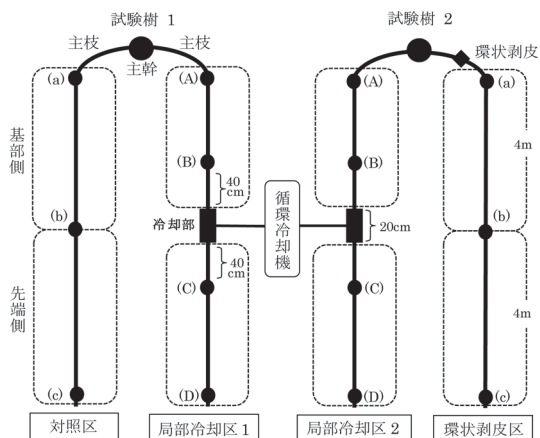 試験樹 1
試験樹 2
主枝
主枝
主幹
環状剥皮
(a)
(A)
(A)
(a)
基部側
4m
(B)
(B)
40
cm
循環冷却機
(b)
冷却部
20cm
(b)
40
cm
先端側
(C)
(C)
4m
(c)
(D)
(D)
(c)
対照区
局部冷却区1
局部冷却区2
環状剥皮区